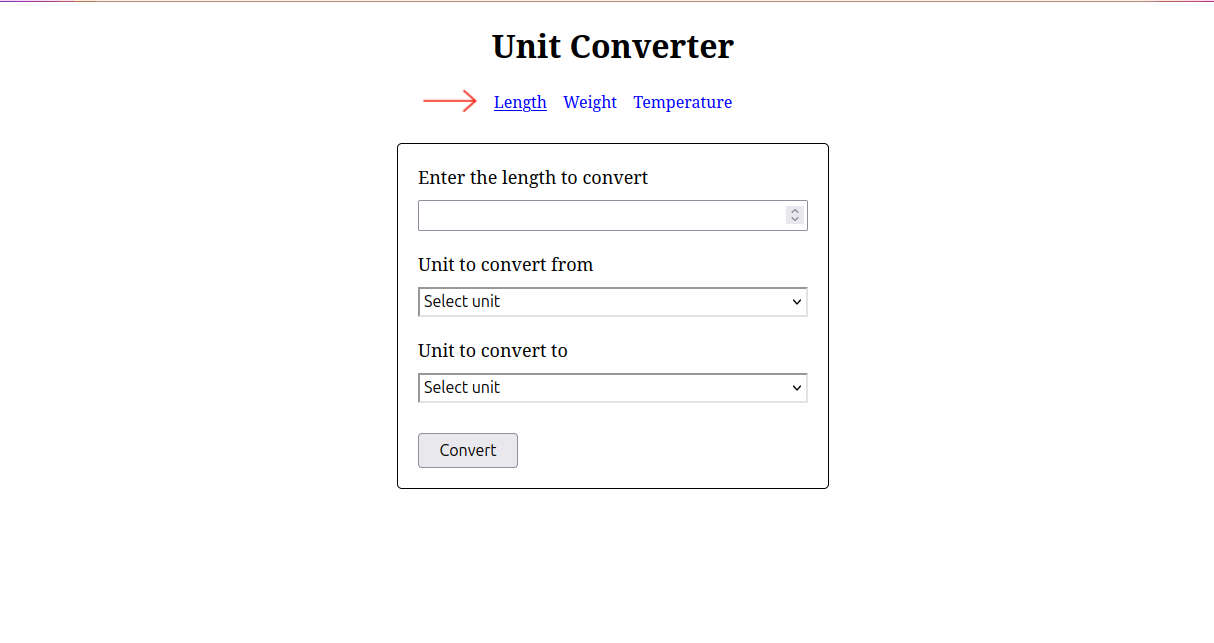 Unit Converter
Length Weight Temperature
Enter the length to convert
Unit to convert from
Select unit
Unit to convert to
Select unit
Convert